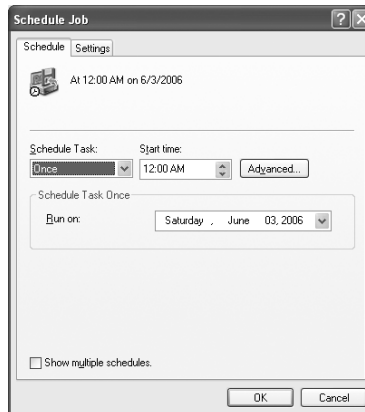 Schedule Job
Schedule Settings
At 12:00 AM on 6/3/2006
Schedule Task: Start time:
Once 12:00 AM Advanced...
Schedule Task Once
Run on: Saturday , June 03, 2006
Show multiple schedules.
OK Cancel